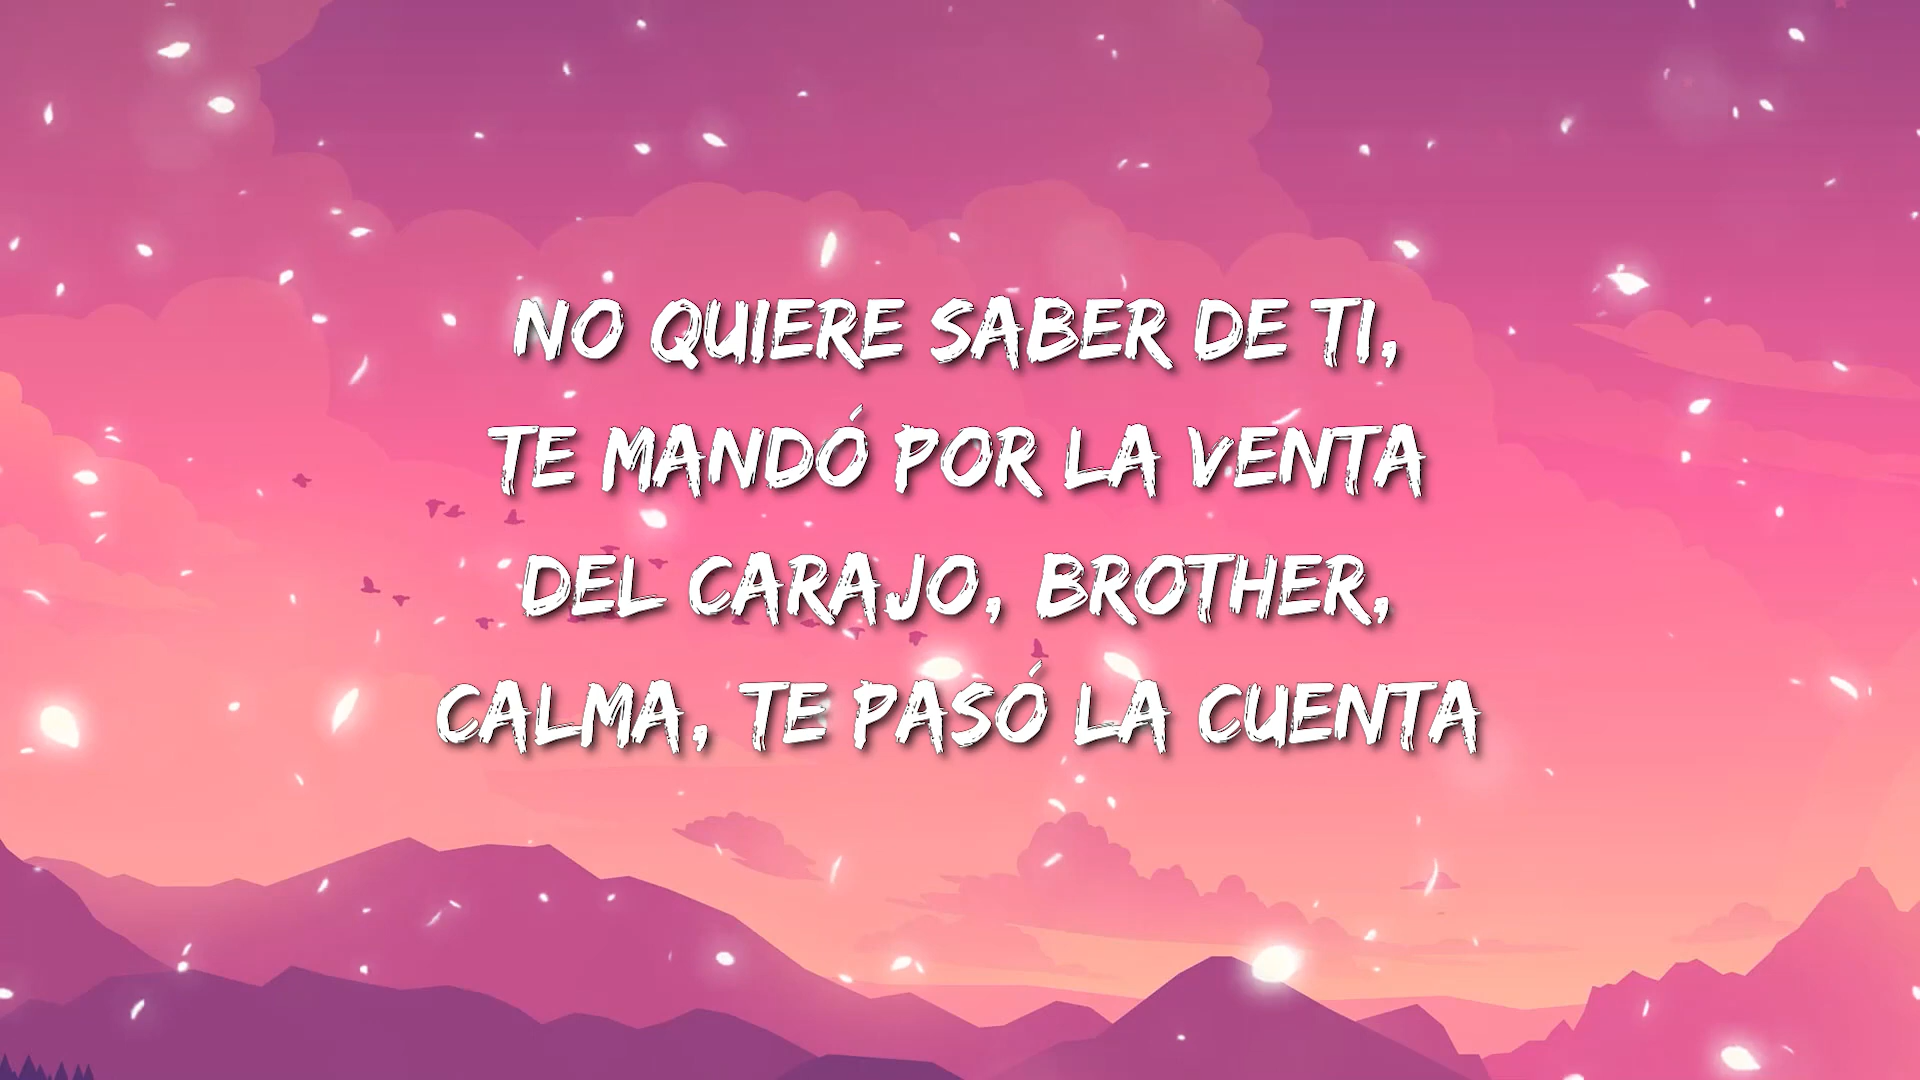 NO QUIERE SABER DE TI,
TE MANDÓ POR LA VENTA
DEL CARAJO, BROTHER,
CALMA, TE PASÓ LA CUENTA